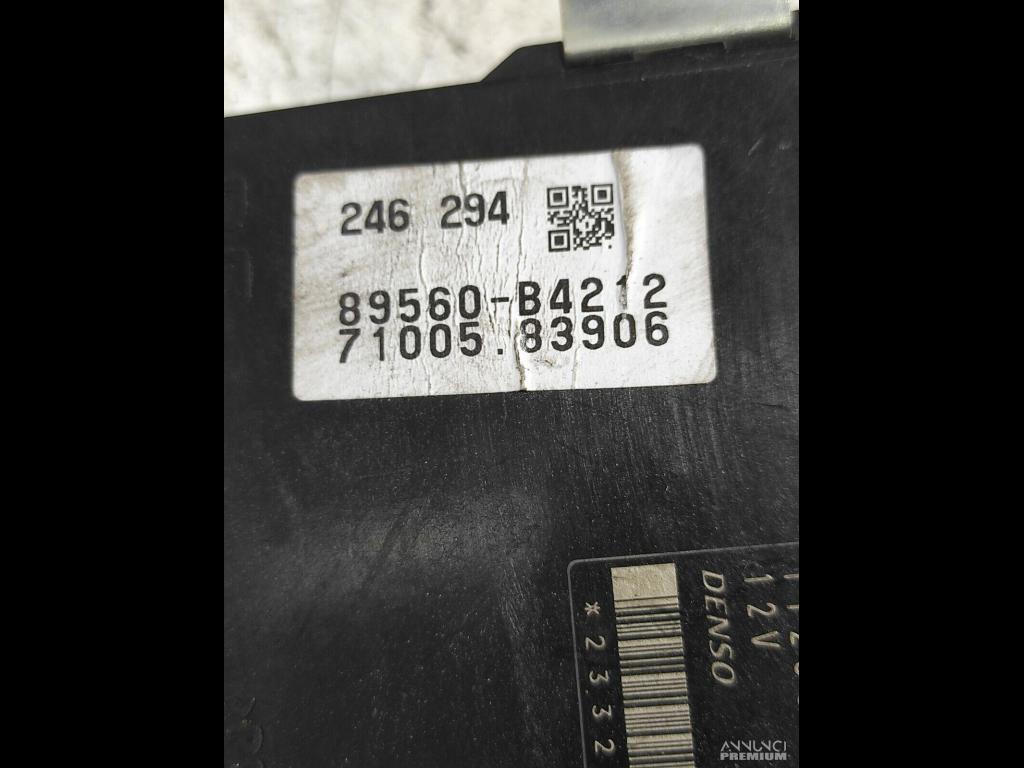 246 294
89560-B4212
71005.83906
DENSO
12V
*2332
ANNUNCI
PREMIUM